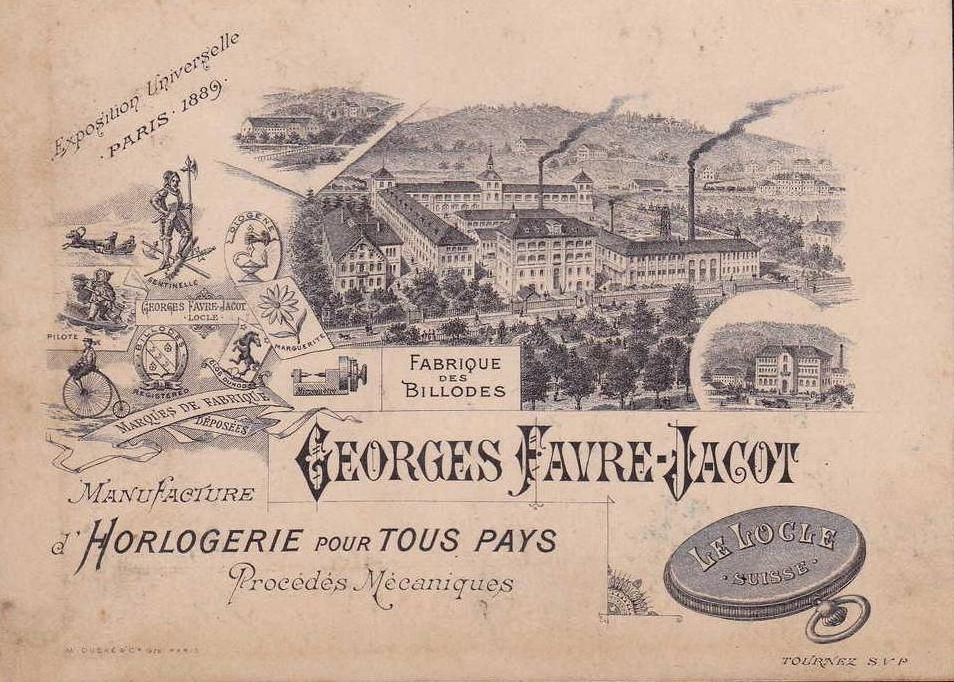 Exposition Universelle
· PARIS · 1889 ·
SENTINELLE
DIOGENE
GEORGES FAVRE-JACOT
· LOCLE ·
MARGUERITE
PILOTE
BILLODES
REGISTERED
MARQUES DE FABRIQUE
DÉPOSÉES
FABRIQUE
DES
BILLODES
GEORGES FAVRE-JACOT
MANUFACTURE
d'HORLOGERIE POUR TOUS PAYS
Procédés Mécaniques
LE LOCLE
· SUISSE ·
TOURNEZ S.V.P